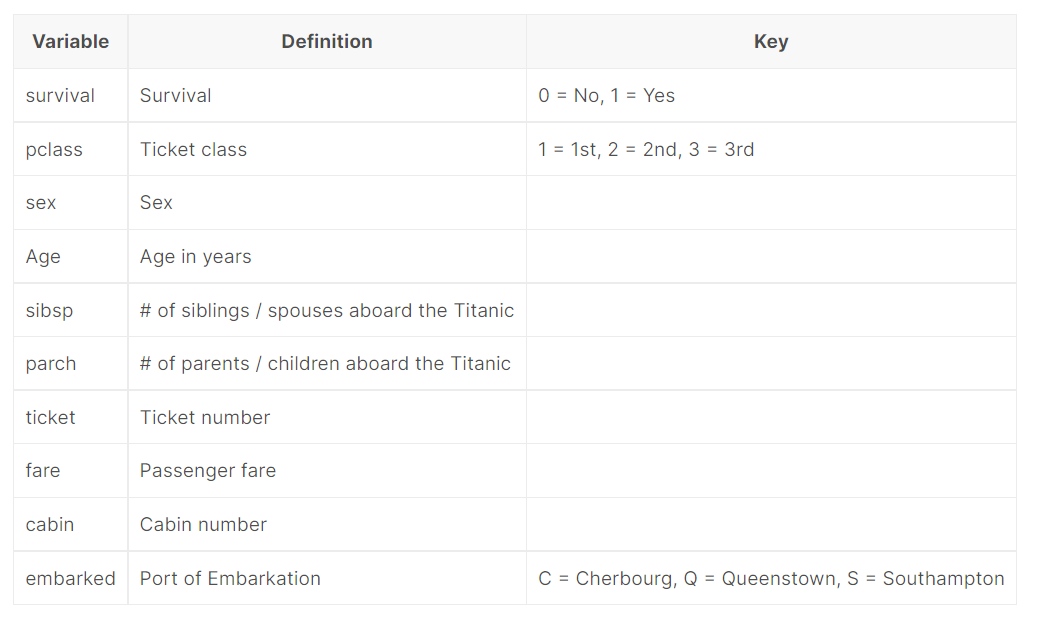 Variable Definition Key
survival Survival 0 = No, 1 = Yes
pclass Ticket class 1 = 1st, 2 = 2nd, 3 = 3rd
sex Sex
Age Age in years
sibsp # of siblings / spouses aboard the Titanic
parch # of parents / children aboard the Titanic
ticket Ticket number
fare Passenger fare
cabin Cabin number
embarked Port of Embarkation C = Cherbourg, Q = Queenstown, S = Southampton